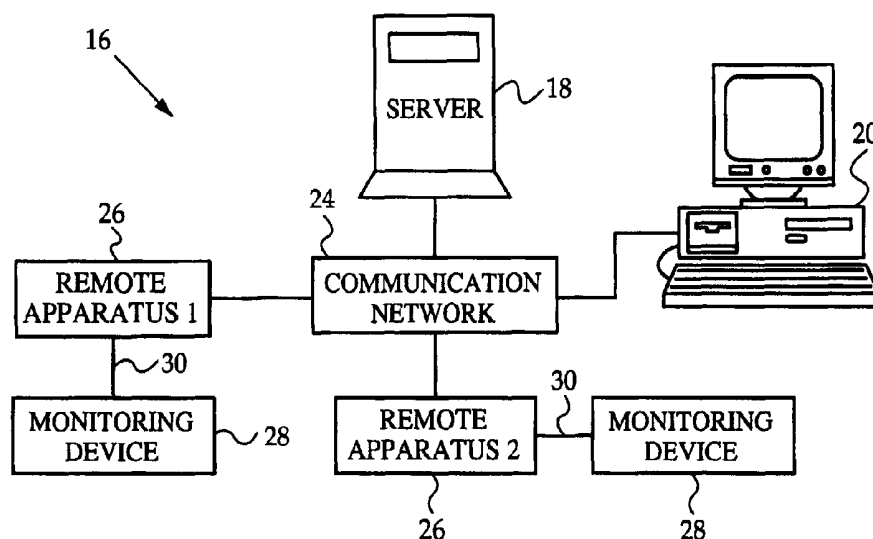 16
SERVER
18
20
24
26
REMOTE
APPARATUS 1
COMMUNICATION
NETWORK
30
MONITORING
DEVICE
28
REMOTE
APPARATUS 2
30
MONITORING
DEVICE
26
28